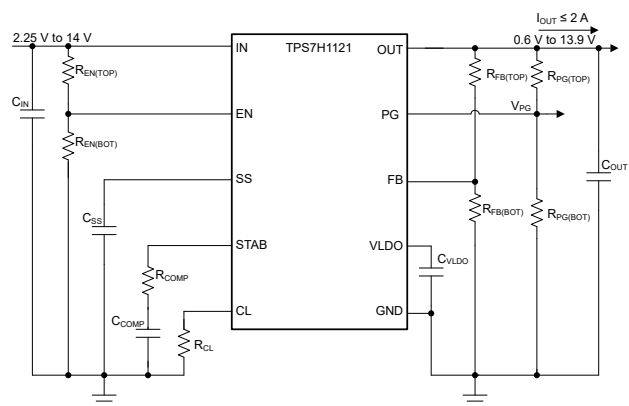 2.25 V to 14 V
I_OUT ≤ 2 A
0.6 V to 13.9 V
TPS7H1121
IN
OUT
R_EN(TOP)
R_FB(TOP)
R_PG(TOP)
C_IN
EN
PG
V_PG
R_EN(BOT)
C_OUT
SS
FB
C_SS
R_FB(BOT)
R_PG(BOT)
STAB
VLDO
R_COMP
C_VLDO
C_COMP
CL
GND
R_CL